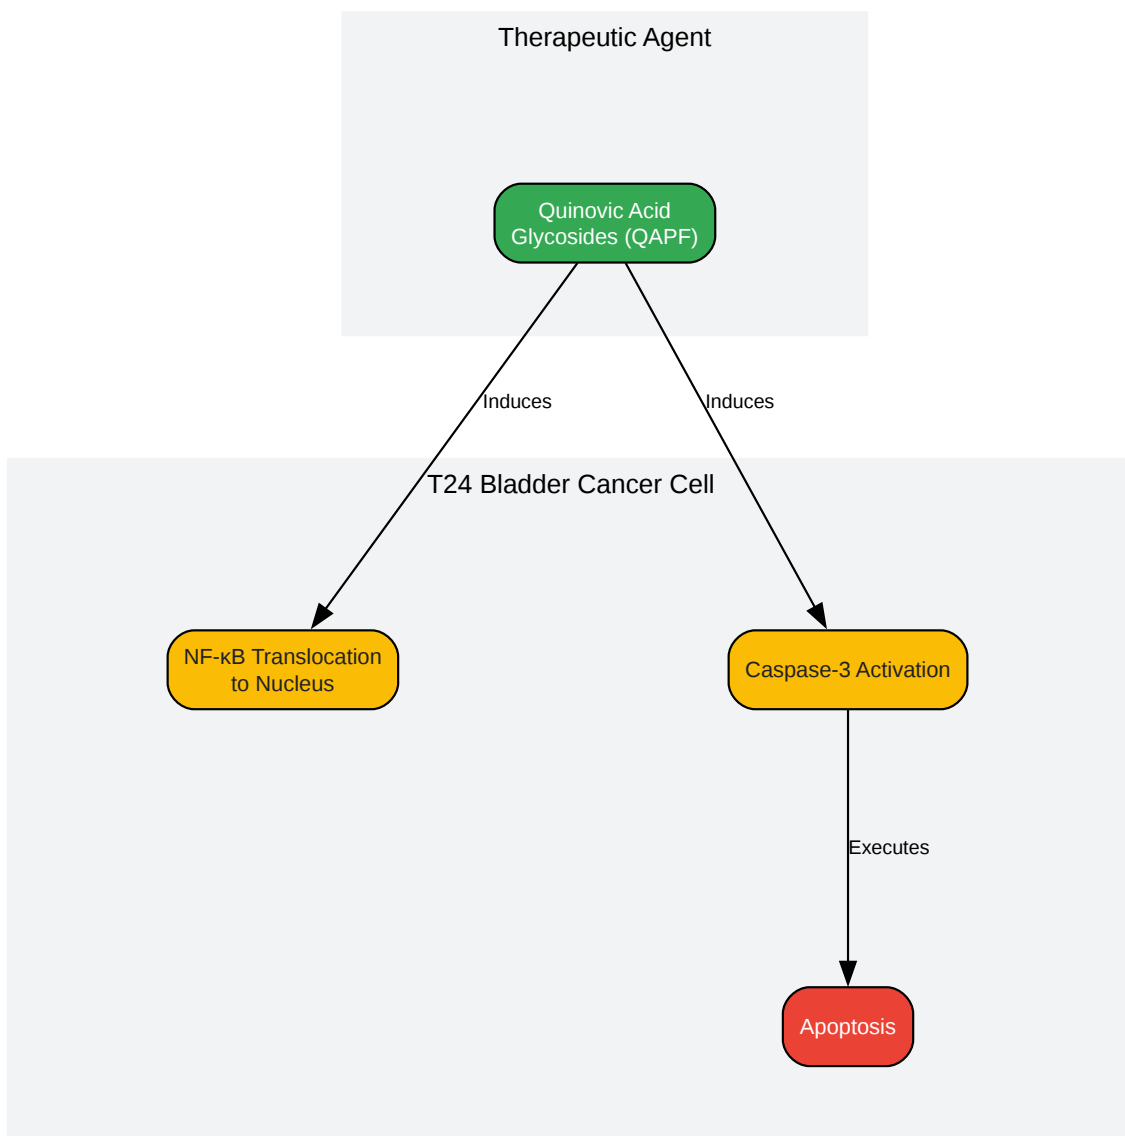 Therapeutic Agent
Quinovic Acid
Glycosides (QAPF)
Induces
Induces
T24 Bladder Cancer Cell
NF-κB Translocation
to Nucleus
Caspase-3 Activation
Executes
Apoptosis